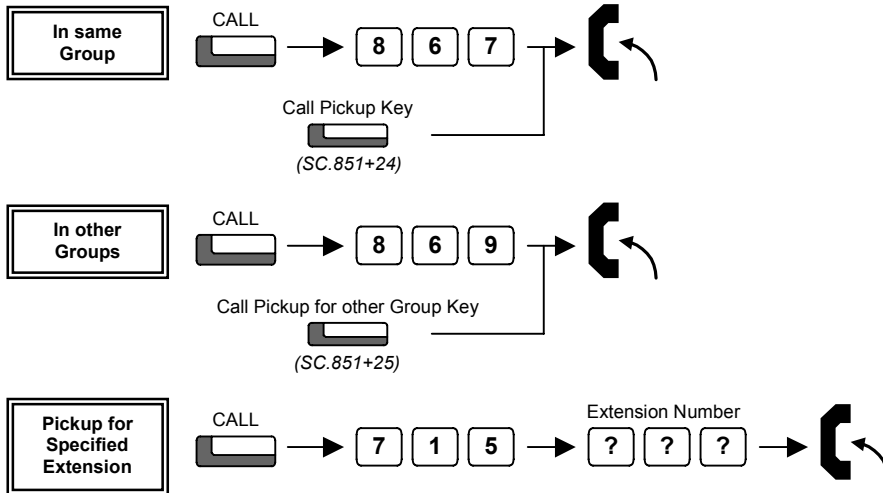 In same
Group
CALL
8 6 7
Call Pickup Key
(SC.851+24)
In other
Groups
CALL
8 6 9
Call Pickup for other Group Key
(SC.851+25)
Pickup for
Specified
Extension
CALL
7 1 5
Extension Number
? ? ?